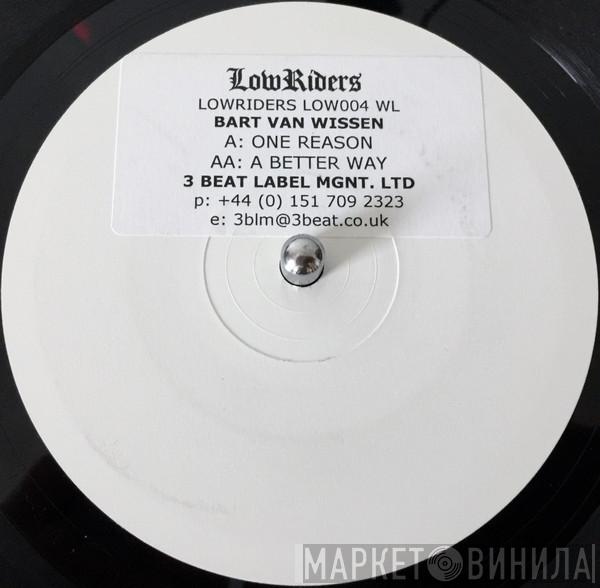 LowRiders
LOWRIDERS LOW004 WL
BART VAN WISSEN
A: ONE REASON
AA: A BETTER WAY
3 BEAT LABEL MGNT. LTD
p: +44 (0) 151 709 2323
e: 3blm@3beat.co.uk
МАРКЕТ ВИНИЛА